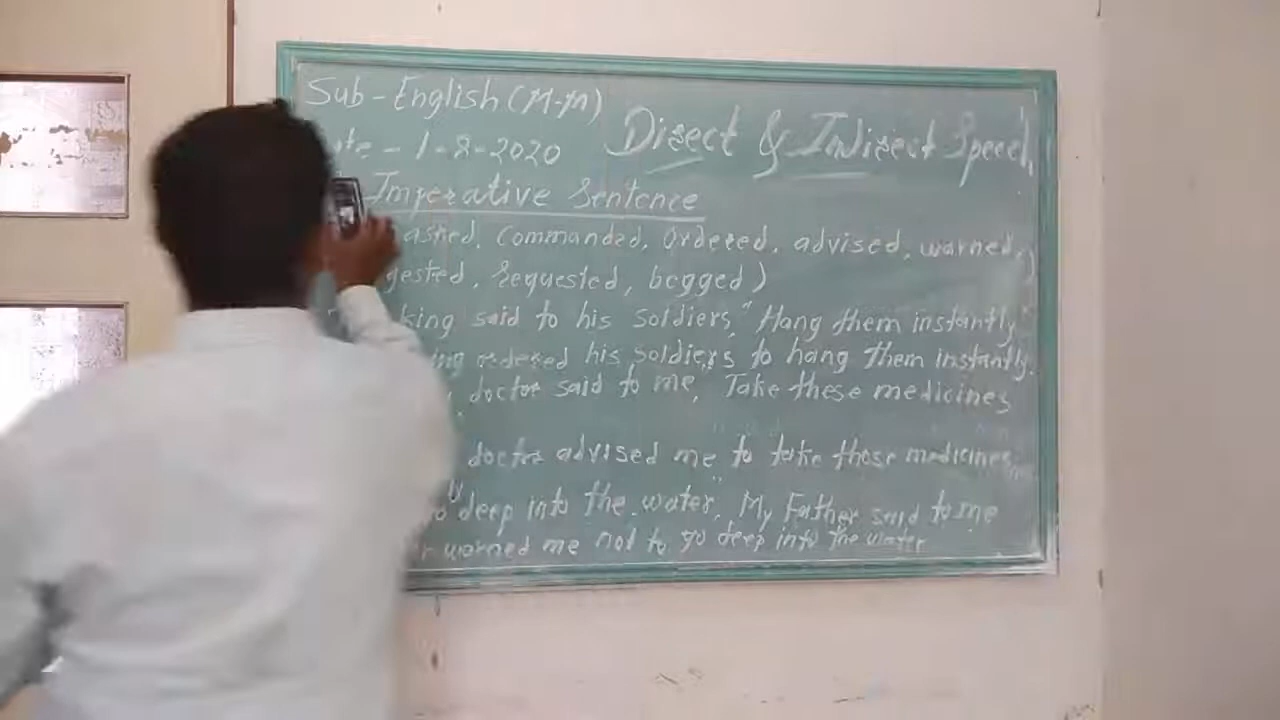 Sub - English (M-M)
Direct & Indirect Speech
- 1-8-2020
Imperative Sentence
asked, Commanded, Ordered, advised, warned,
gested, requested, begged)
king said to his soldiers, "Hang them instantly"
ordered his soldiers to hang them instantly.
doctor said to me, Take these medicines
doctor advised me to take those medicines
deep into the water," My Father said to me
warned me not to go deep into the water